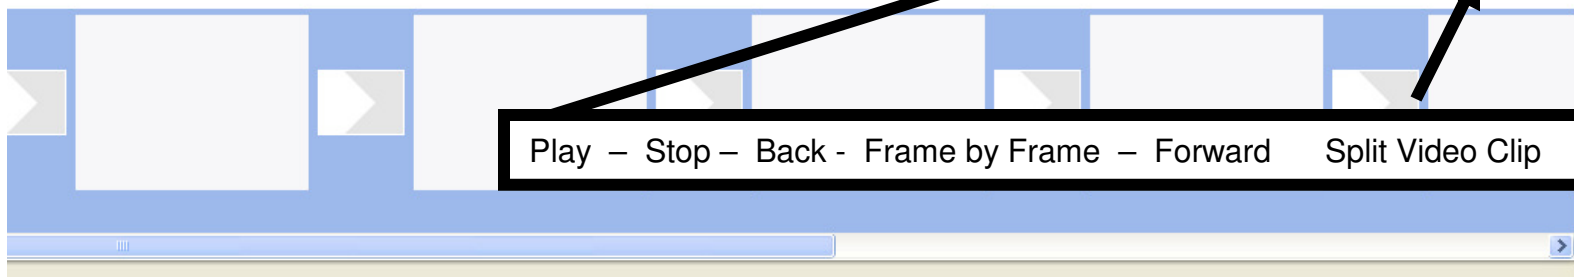 Play – Stop – Back - Frame by Frame – Forward Split Video Clip